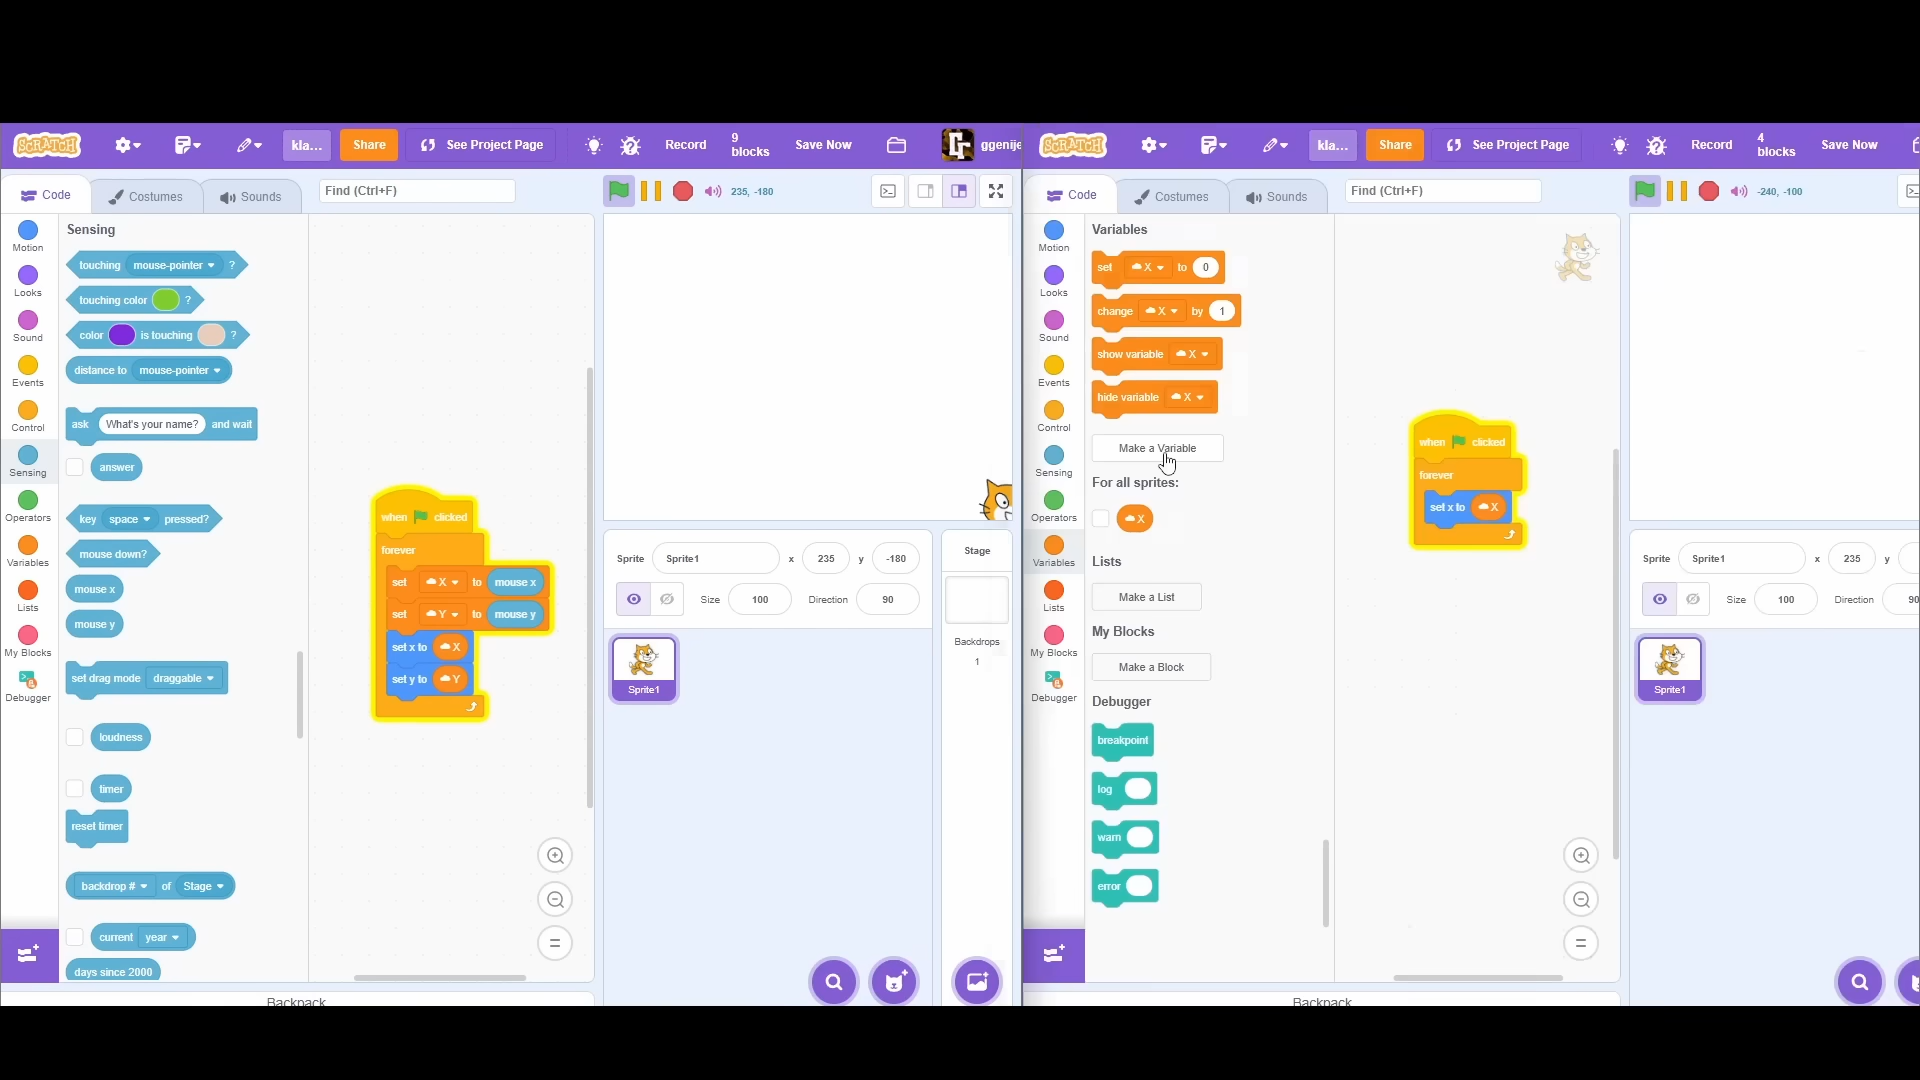 SCRATCH
kla...
Share
See Project Page
Record
9 blocks
Save Now
ggenije
Code
Costumes
Sounds
Find (Ctrl+F)
235, -180
Motion
Looks
Sound
Events
Control
Sensing
Operators
Variables
Lists
My Blocks
Debugger
Sensing
touching mouse-pointer ?
touching color ?
color is touching ?
distance to mouse-pointer
ask What's your name? and wait
answer
key space pressed?
mouse down?
mouse x
mouse y
set drag mode draggable
loudness
timer
reset timer
backdrop # of Stage
current year
days since 2000
when clicked
forever
set X to mouse x
set Y to mouse y
set x to X
set y to Y
Backpack
Sprite Sprite1 x 235 y -180
Size 100 Direction 90
Sprite1
Stage
Backdrops
1
SCRATCH
kla...
Share
See Project Page
Record
4 blocks
Save Now
Code
Costumes
Sounds
Find (Ctrl+F)
-240, -100
Motion
Looks
Sound
Events
Control
Sensing
Operators
Variables
Lists
My Blocks
Debugger
Variables
set X to 0
change X by 1
show variable X
hide variable X
Make a Variable
For all sprites:
X
Lists
Make a List
My Blocks
Make a Block
Debugger
breakpoint
log
warn
error
when clicked
forever
set x to X
Backpack
Sprite Sprite1 x 235 y
Size 100 Direction 90
Sprite1